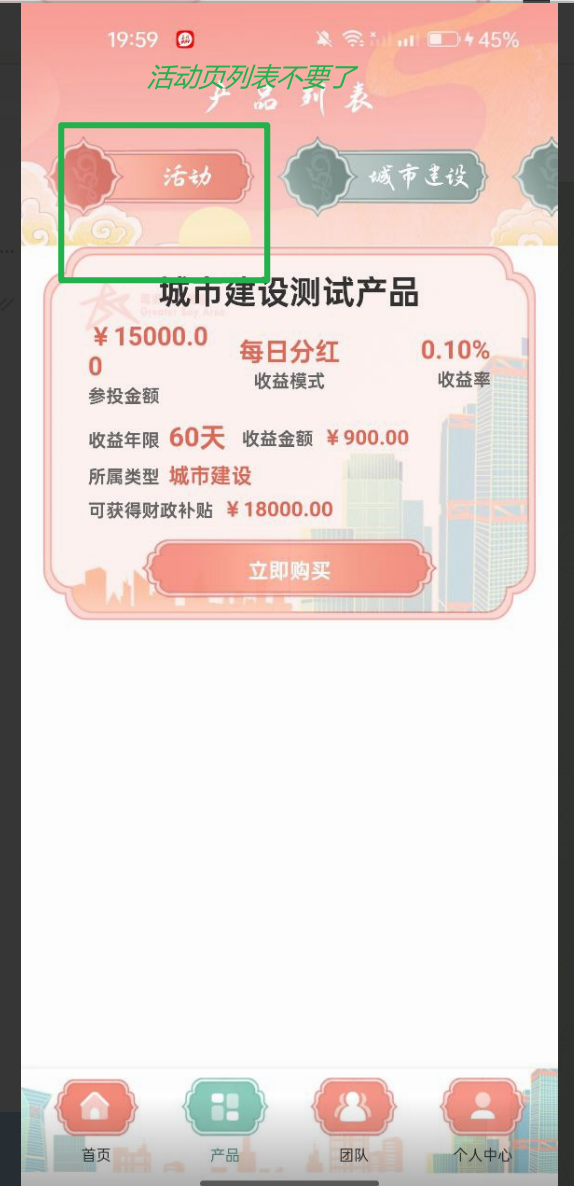 19:59 45%
活动页列表不要了
产品列表
活动 城市建设
城市建设测试产品
Greater Bay Area
￥15000.0
0
参投金额
每日分红
收益模式
0.10%
收益率
收益年限 60天 收益金额 ￥900.00
所属类型 城市建设
可获得财政补贴 ￥18000.00
立即购买
首页 产品 团队 个人中心